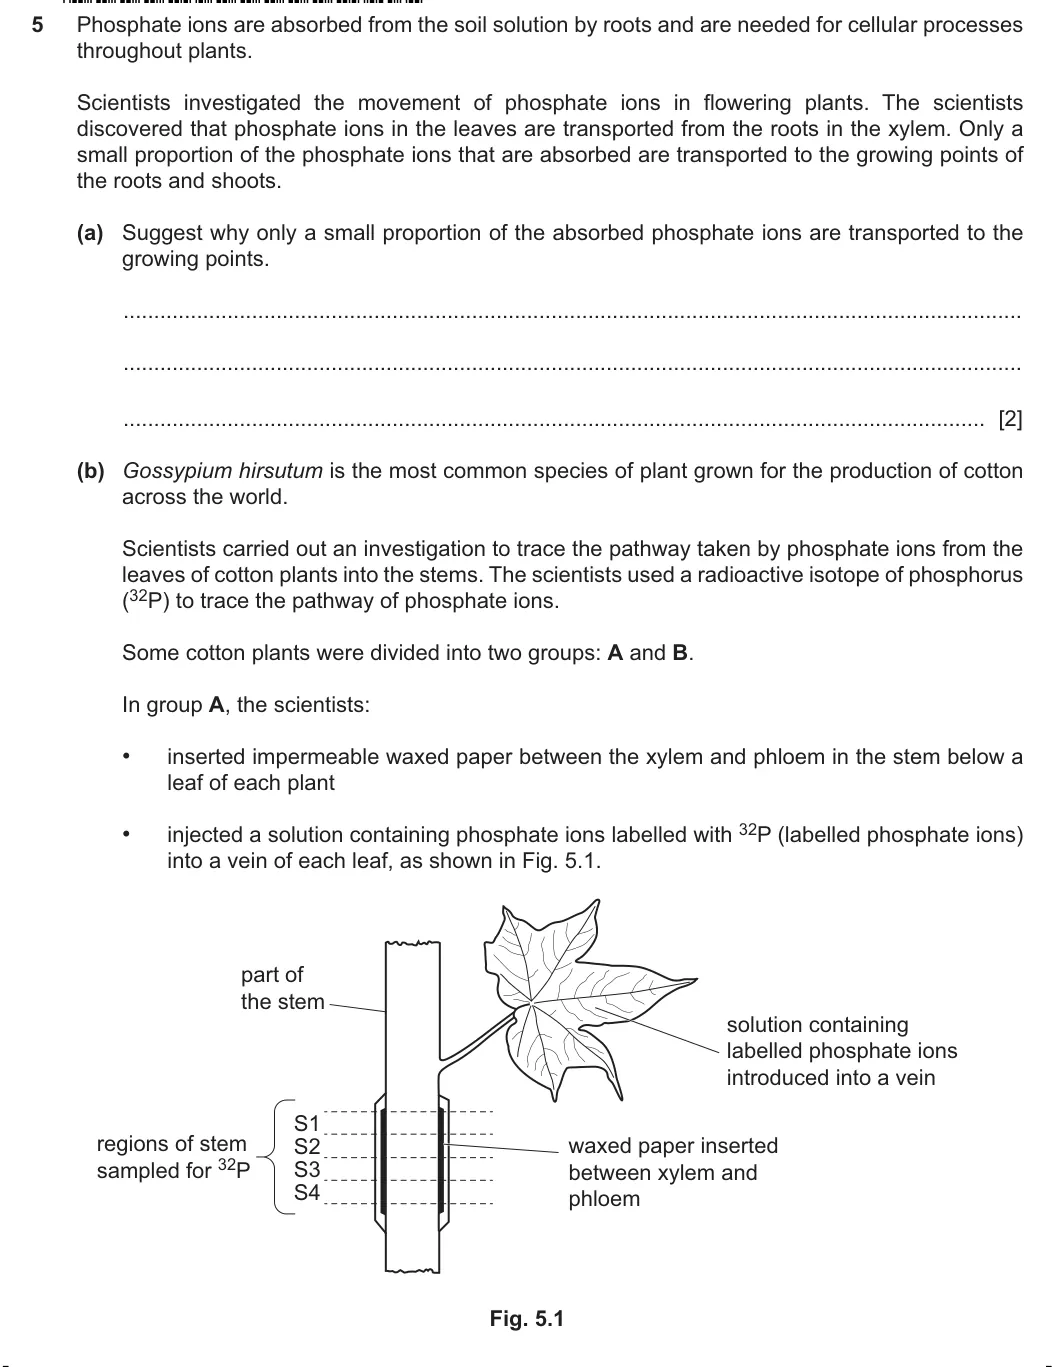 5 Phosphate ions are absorbed from the soil solution by roots and are needed for cellular processes
throughout plants.
Scientists investigated the movement of phosphate ions in flowering plants. The scientists
discovered that phosphate ions in the leaves are transported from the roots in the xylem. Only a
small proportion of the phosphate ions that are absorbed are transported to the growing points of
the roots and shoots.
(a) Suggest why only a small proportion of the absorbed phosphate ions are transported to the
growing points.
[2]
(b) Gossypium hirsutum is the most common species of plant grown for the production of cotton
across the world.
Scientists carried out an investigation to trace the pathway taken by phosphate ions from the
leaves of cotton plants into the stems. The scientists used a radioactive isotope of phosphorus
(³²P) to trace the pathway of phosphate ions.
Some cotton plants were divided into two groups: A and B.
In group A, the scientists:
• inserted impermeable waxed paper between the xylem and phloem in the stem below a
leaf of each plant
• injected a solution containing phosphate ions labelled with ³²P (labelled phosphate ions)
into a vein of each leaf, as shown in Fig. 5.1.
part of
the stem
solution containing
labelled phosphate ions
introduced into a vein
regions of stem
sampled for ³²P
S1
S2
S3
S4
waxed paper inserted
between xylem and
phloem
Fig. 5.1